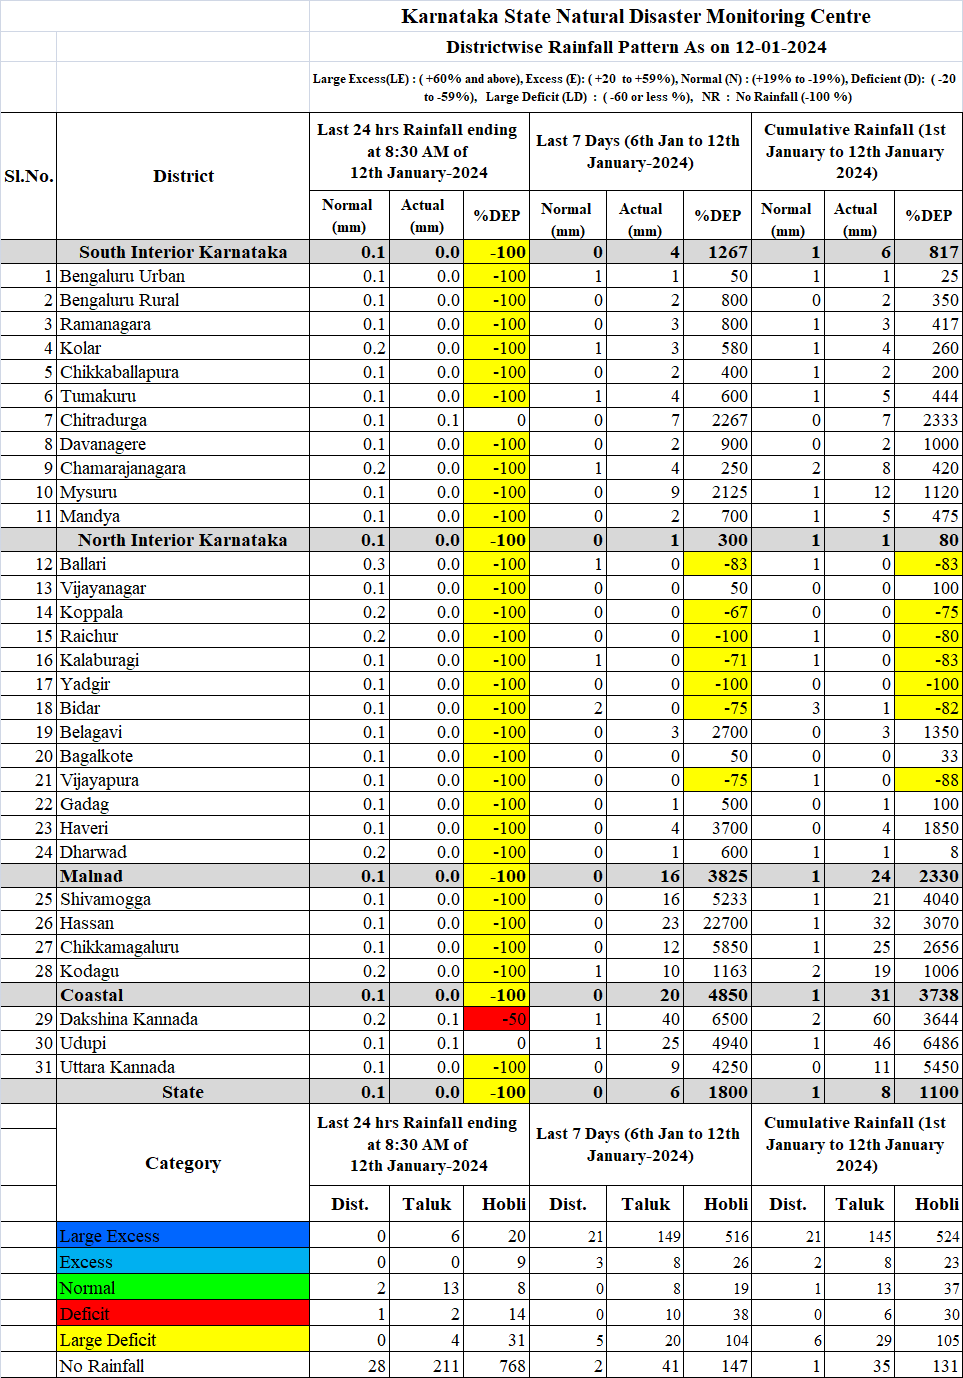 Karnataka State Natural Disaster Monitoring Centre
Districtwise Rainfall Pattern As on 12-01-2024
Large Excess(LE) : ( +60% and above), Excess (E): ( +20 to +59%), Normal (N) : (+19% to -19%), Deficient (D): ( -20
to -59%), Large Deficit (LD) : ( -60 or less %), NR : No Rainfall (-100 %)
Sl.No. District Last 24 hrs Rainfall ending at 8:30 AM of 12th January-2024 Last 7 Days (6th Jan to 12th January-2024) Cumulative Rainfall (1st January to 12th January 2024)
Normal (mm) Actual (mm) %DEP Normal (mm) Actual (mm) %DEP Normal (mm) Actual (mm) %DEP
South Interior Karnataka 0.1 0.0 -100 0 4 1267 1 6 817
1 Bengaluru Urban 0.1 0.0 -100 1 1 50 1 1 25
2 Bengaluru Rural 0.1 0.0 -100 0 2 800 0 2 350
3 Ramanagara 0.1 0.0 -100 0 3 800 1 3 417
4 Kolar 0.2 0.0 -100 1 3 580 1 4 260
5 Chikkaballapura 0.1 0.0 -100 0 2 400 1 2 200
6 Tumakuru 0.1 0.0 -100 1 4 600 1 5 444
7 Chitradurga 0.1 0.1 0 0 7 2267 0 7 2333
8 Davanagere 0.1 0.0 -100 0 2 900 0 2 1000
9 Chamarajanagara 0.2 0.0 -100 1 4 250 2 8 420
10 Mysuru 0.1 0.0 -100 0 9 2125 1 12 1120
11 Mandya 0.1 0.0 -100 0 2 700 1 5 475
North Interior Karnataka 0.1 0.0 -100 0 1 300 1 1 80
12 Ballari 0.3 0.0 -100 1 0 -83 1 0 -83
13 Vijayanagar 0.1 0.0 -100 0 0 50 0 0 100
14 Koppala 0.2 0.0 -100 0 0 -67 0 0 -75
15 Raichur 0.2 0.0 -100 0 0 -100 1 0 -80
16 Kalaburagi 0.1 0.0 -100 1 0 -71 1 0 -83
17 Yadgir 0.1 0.0 -100 0 0 -100 0 0 -100
18 Bidar 0.1 0.0 -100 2 0 -75 3 1 -82
19 Belagavi 0.1 0.0 -100 0 3 2700 0 3 1350
20 Bagalkote 0.1 0.0 -100 0 0 50 0 0 33
21 Vijayapura 0.1 0.0 -100 0 0 -75 1 0 -88
22 Gadag 0.1 0.0 -100 0 1 500 0 1 100
23 Haveri 0.1 0.0 -100 0 4 3700 0 4 1850
24 Dharwad 0.2 0.0 -100 0 1 600 1 1 8
Malnad 0.1 0.0 -100 0 16 3825 1 24 2330
25 Shivamogga 0.1 0.0 -100 0 16 5233 1 21 4040
26 Hassan 0.1 0.0 -100 0 23 22700 1 32 3070
27 Chikkamagaluru 0.1 0.0 -100 0 12 5850 1 25 2656
28 Kodagu 0.2 0.0 -100 1 10 1163 2 19 1006
Coastal 0.1 0.0 -100 0 20 4850 1 31 3738
29 Dakshina Kannada 0.2 0.1 -50 1 40 6500 2 60 3644
30 Udupi 0.1 0.1 0 1 25 4940 1 46 6486
31 Uttara Kannada 0.1 0.0 -100 0 9 4250 0 11 5450
State 0.1 0.0 -100 0 6 1800 1 8 1100
Category Last 24 hrs Rainfall ending at 8:30 AM of 12th January-2024 Last 7 Days (6th Jan to 12th January-2024) Cumulative Rainfall (1st January to 12th January 2024)
Dist. Taluk Hobli Dist. Taluk Hobli Dist. Taluk Hobli
Large Excess 0 6 20 21 149 516 21 145 524
Excess 0 0 9 3 8 26 2 8 23
Normal 2 13 8 0 8 19 1 13 37
Deficit 1 2 14 0 10 38 0 6 30
Large Deficit 0 4 31 5 20 104 6 29 105
No Rainfall 28 211 768 2 41 147 1 35 131